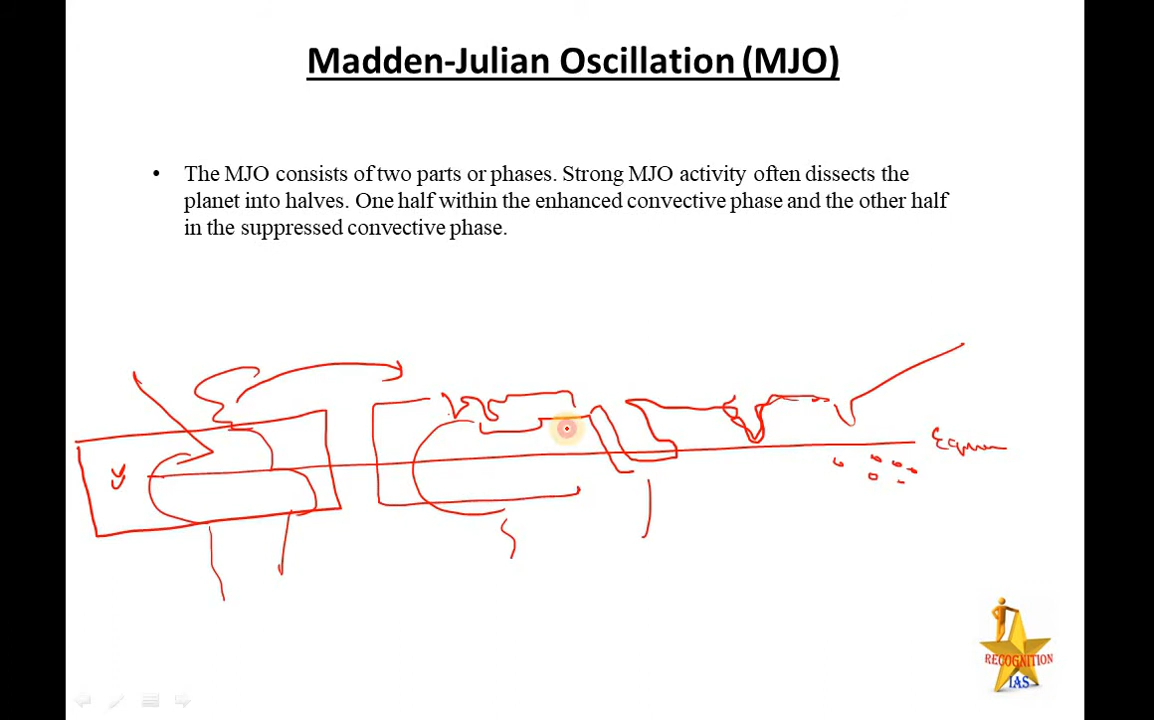 Madden-Julian Oscillation (MJO)
• The MJO consists of two parts or phases. Strong MJO activity often dissects the
planet into halves. One half within the enhanced convective phase and the other half
in the suppressed convective phase.
RECOGNITION
IAS